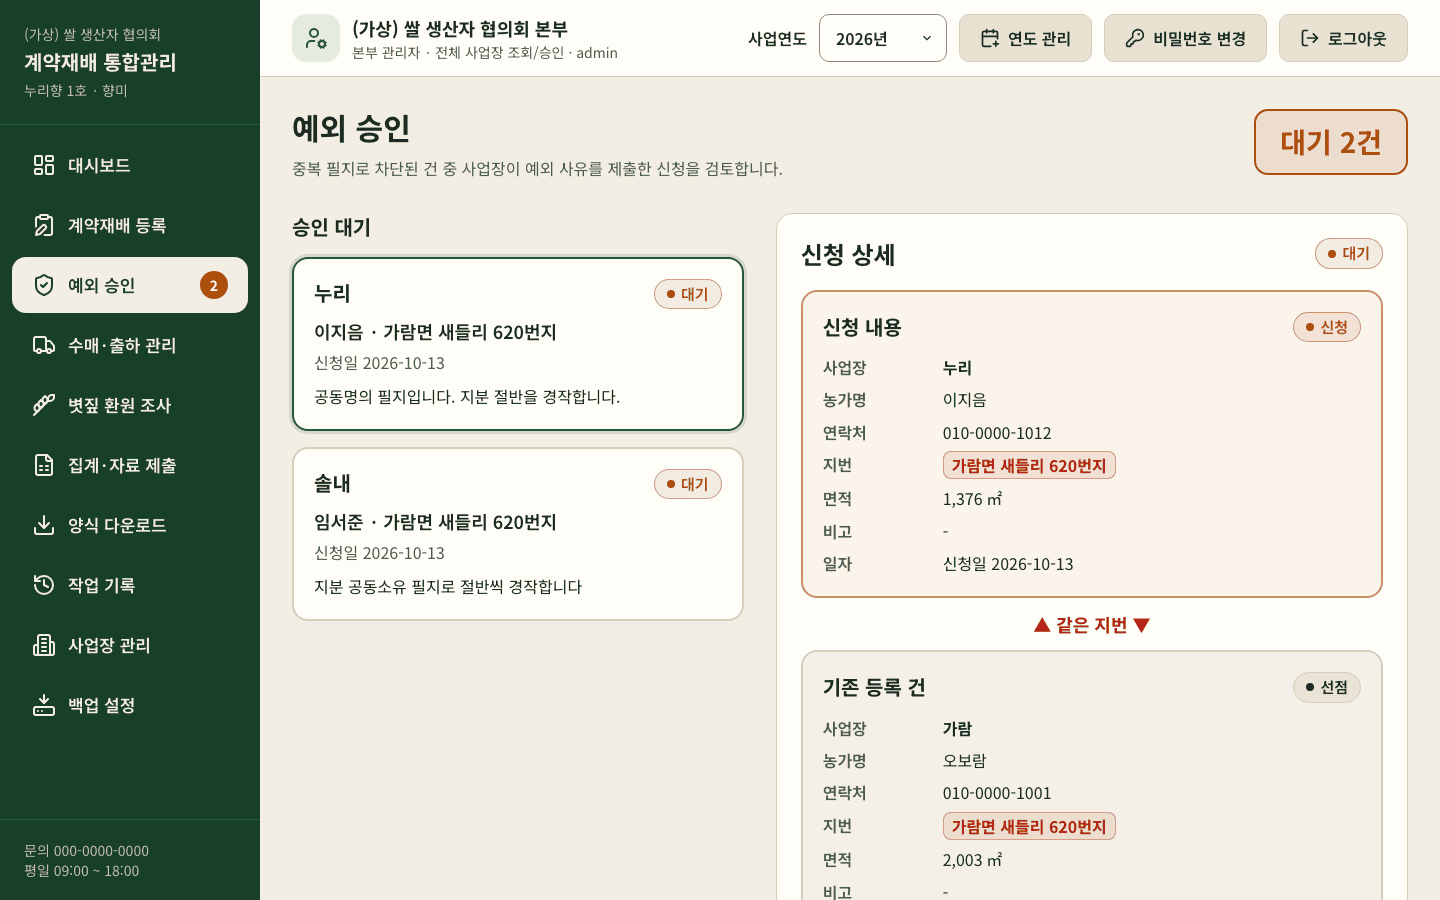 (가상) 쌀 생산자 협의회
계약재배 통합관리
누리향 1호 · 향미
대시보드
계약재배 등록
예외 승인 2
수매·출하 관리
볏짚 환원 조사
집계·자료 제출
양식 다운로드
작업 기록
사업장 관리
백업 설정
문의 000-0000-0000
평일 09:00 ~ 18:00
(가상) 쌀 생산자 협의회 본부
본부 관리자 · 전체 사업장 조회/승인 · admin
사업연도 2026년 연도 관리 비밀번호 변경 로그아웃
예외 승인
대기 2건
중복 필지로 차단된 건 중 사업장이 예외 사유를 제출한 신청을 검토합니다.
승인 대기
누리 대기
이지음 · 가람면 새들리 620번지
신청일 2026-10-13
공동명의 필지입니다. 지분 절반을 경작합니다.
솔내 대기
임서준 · 가람면 새들리 620번지
신청일 2026-10-13
지분 공동소유 필지로 절반씩 경작합니다
신청 상세 대기
신청 내용 신청
사업장 누리
농가명 이지음
연락처 010-0000-1012
지번 가람면 새들리 620번지
면적 1,376 ㎡
비고 -
일자 신청일 2026-10-13
▲ 같은 지번 ▼
기존 등록 건 선점
사업장 가람
농가명 오보람
연락처 010-0000-1001
지번 가람면 새들리 620번지
면적 2,003 ㎡
비고 -